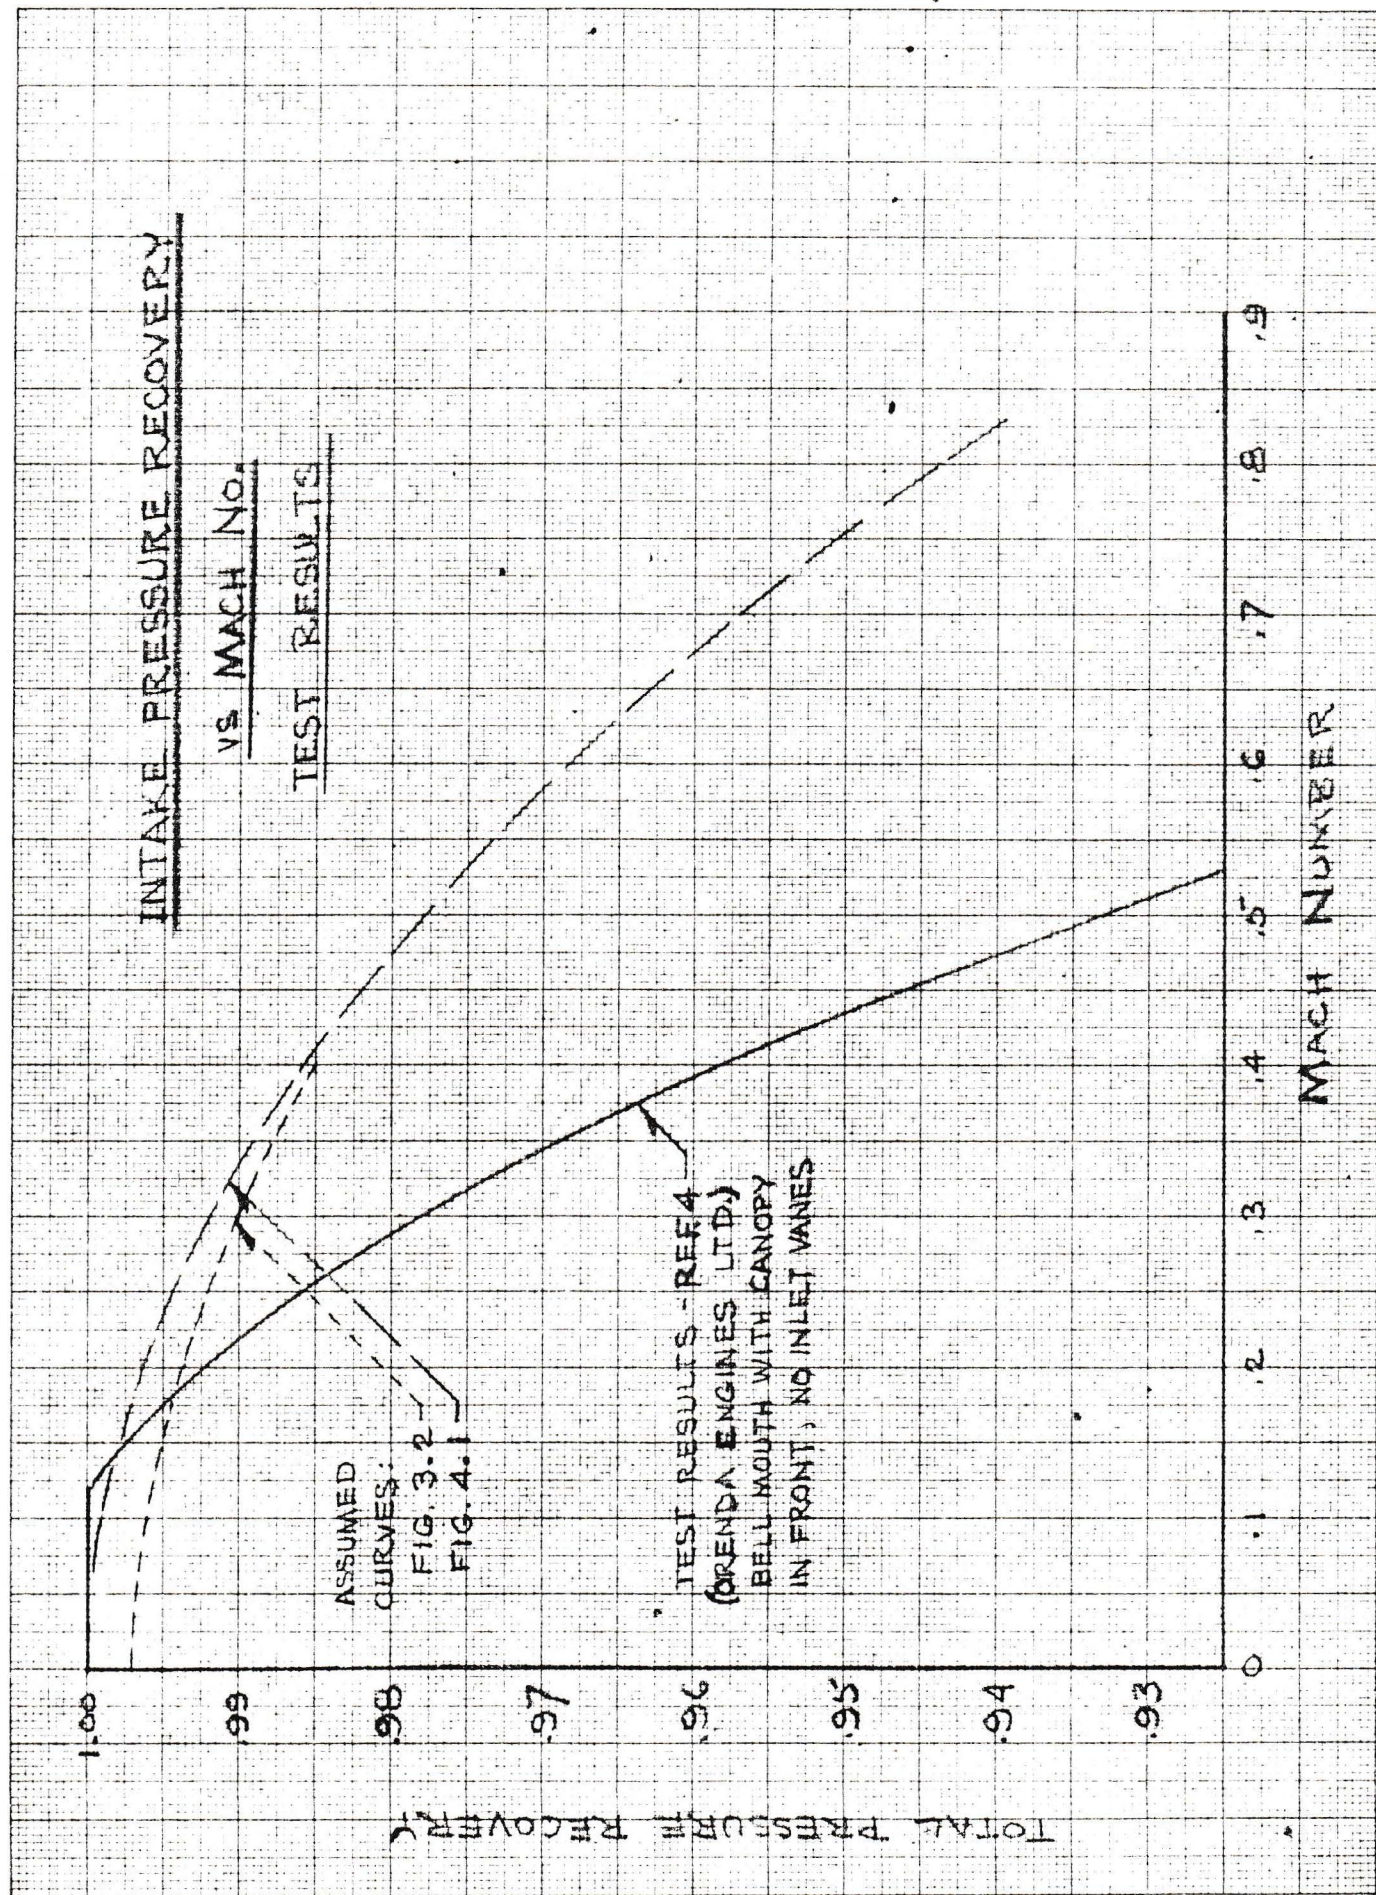 INTAKE PRESSURE RECOVERY
VS MACH No.
TEST RESULTS
TOTAL PRESSURE RECOVERY
1.00
.99
.98
.97
.96
.95
.94
.93
ASSUMED
CURVES:
FIG. 3.2
FIG. 4.1
TEST RESULTS - REF. 4
(ORENDA ENGINES LTD.)
BELL MOUTH WITH CANOPY
IN FRONT, NO INLET VANES
0 .1 .2 .3 .4 .5 .6 .7 .8 .9
MACH NUMBER